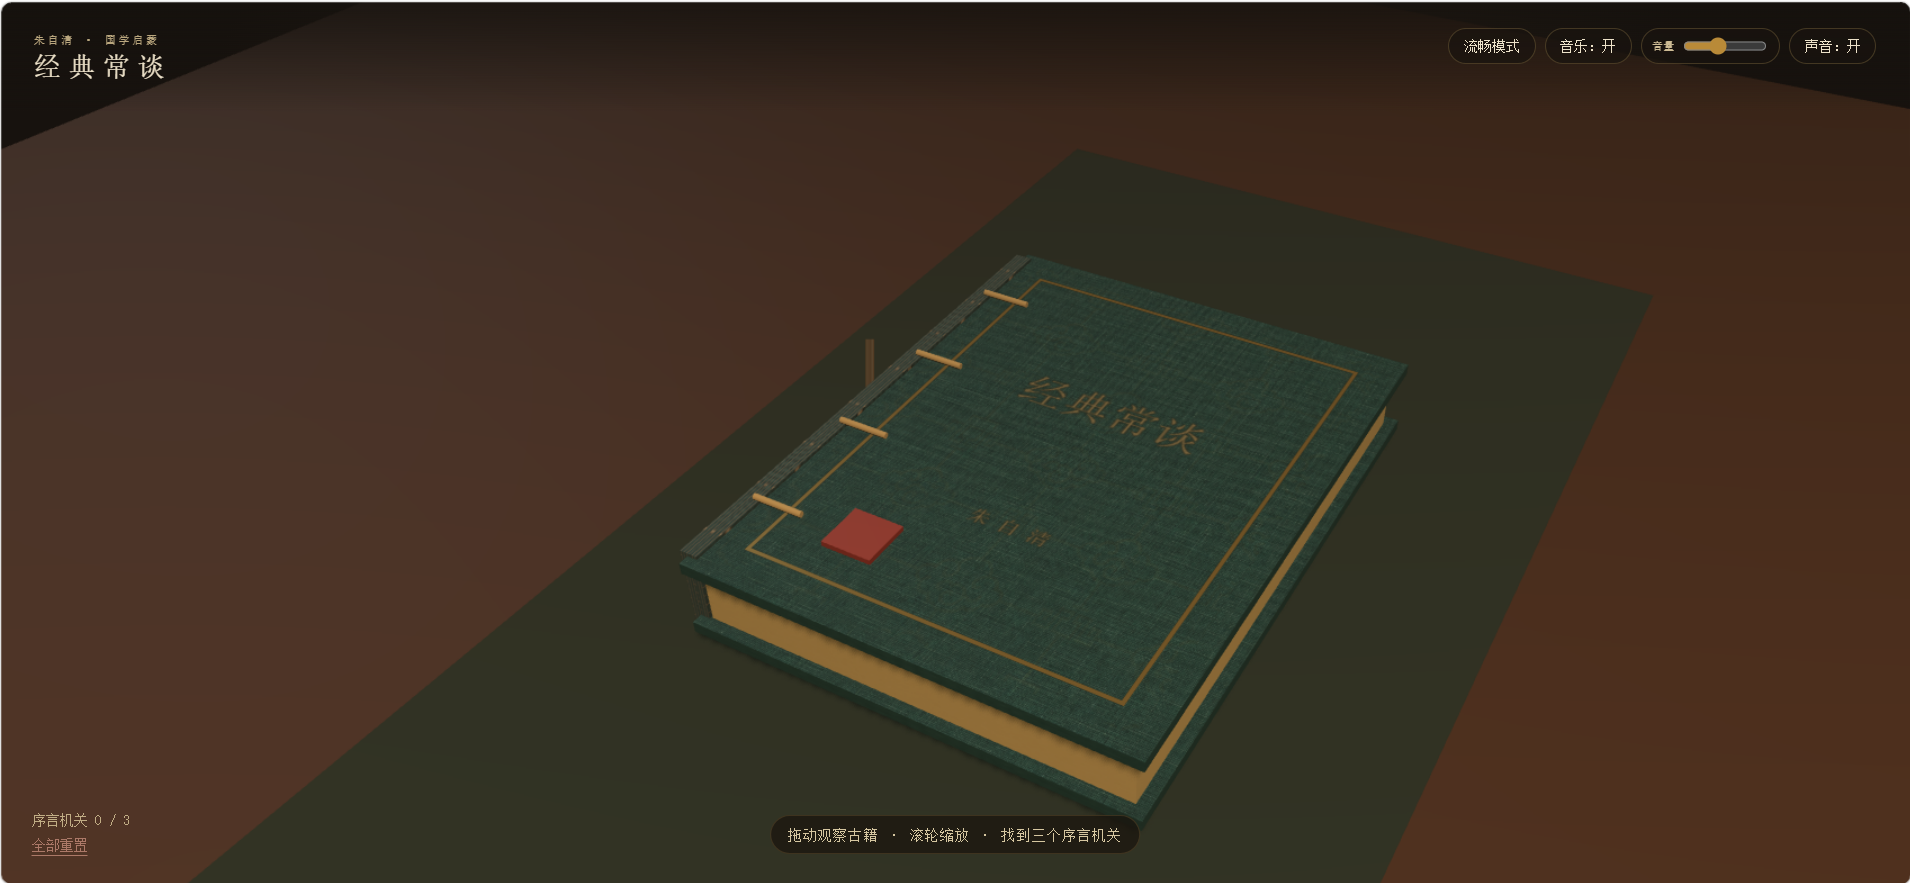 朱自清 · 国学启蒙
经典常谈
流畅模式
音乐：开
音量
声音：开
经典常谈
朱自清
序言机关 0 / 3
全部重置
拖动观察古籍 · 滚轮缩放 · 找到三个序言机关